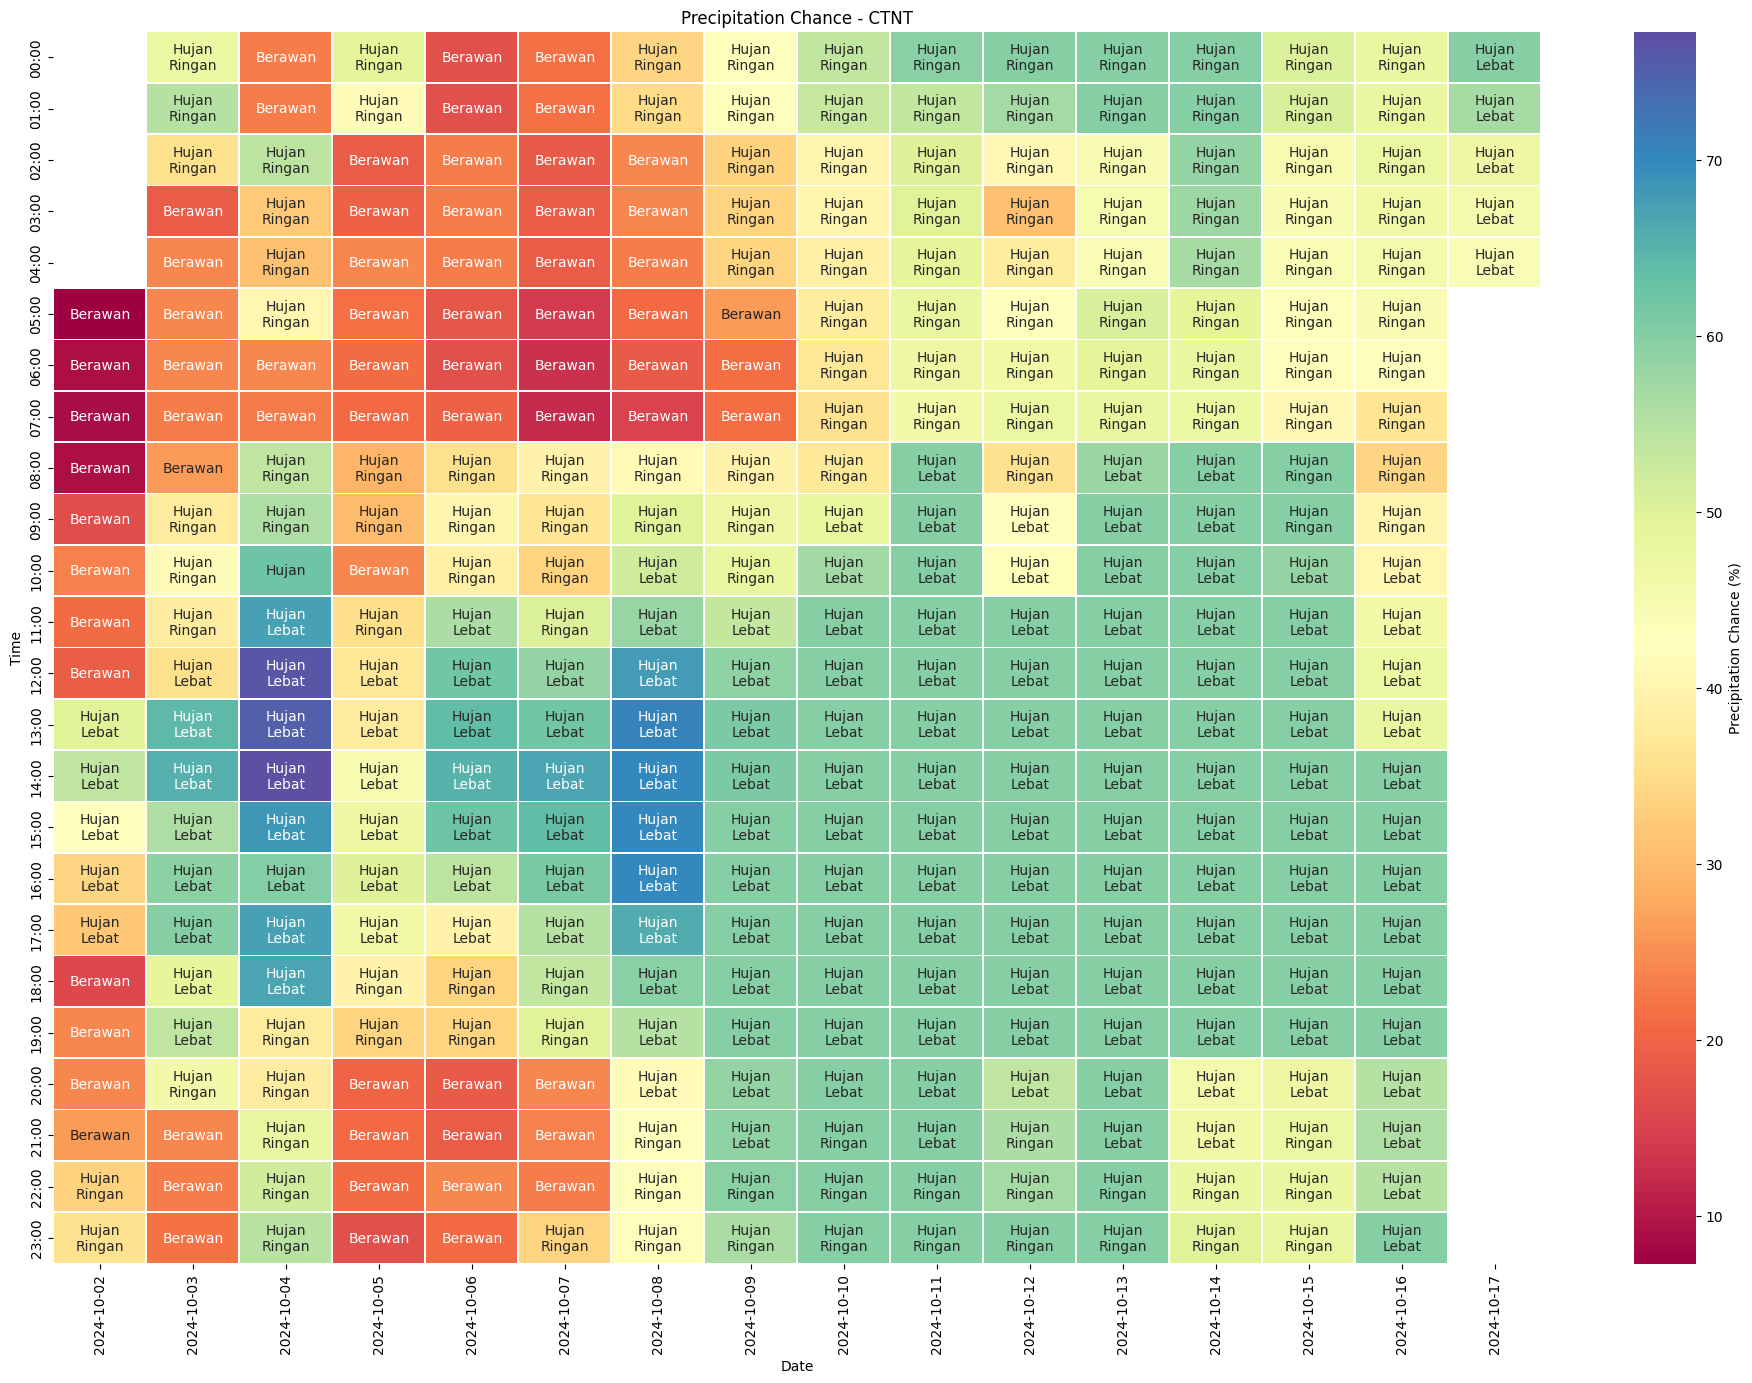 Precipitation Chance - CTNT
00:00 Hujan Ringan Berawan Hujan Ringan Berawan Berawan Hujan Ringan Hujan Ringan Hujan Ringan Hujan Ringan Hujan Ringan Hujan Ringan Hujan Ringan Hujan Ringan Hujan Ringan Hujan Lebat
01:00 Hujan Ringan Berawan Hujan Ringan Berawan Berawan Hujan Ringan Hujan Ringan Hujan Ringan Hujan Ringan Hujan Ringan Hujan Ringan Hujan Ringan Hujan Ringan Hujan Ringan Hujan Lebat
02:00 Hujan Ringan Hujan Ringan Berawan Berawan Berawan Berawan Hujan Ringan Hujan Ringan Hujan Ringan Hujan Ringan Hujan Ringan Hujan Ringan Hujan Ringan Hujan Ringan Hujan Lebat
03:00 Berawan Hujan Ringan Berawan Berawan Berawan Berawan Hujan Ringan Hujan Ringan Hujan Ringan Hujan Ringan Hujan Ringan Hujan Ringan Hujan Ringan Hujan Ringan Hujan Lebat
04:00 Berawan Hujan Ringan Berawan Berawan Berawan Berawan Hujan Ringan Hujan Ringan Hujan Ringan Hujan Ringan Hujan Ringan Hujan Ringan Hujan Ringan Hujan Ringan Hujan Lebat
05:00 Berawan Berawan Hujan Ringan Berawan Berawan Berawan Berawan Berawan Hujan Ringan Hujan Ringan Hujan Ringan Hujan Ringan Hujan Ringan Hujan Ringan Hujan Ringan
06:00 Berawan Berawan Berawan Berawan Berawan Berawan Berawan Berawan Hujan Ringan Hujan Ringan Hujan Ringan Hujan Ringan Hujan Ringan Hujan Ringan Hujan Ringan
07:00 Berawan Berawan Berawan Berawan Berawan Berawan Berawan Berawan Hujan Ringan Hujan Ringan Hujan Ringan Hujan Ringan Hujan Ringan Hujan Ringan Hujan Ringan
08:00 Berawan Berawan Hujan Ringan Hujan Ringan Hujan Ringan Hujan Ringan Hujan Ringan Hujan Ringan Hujan Ringan Hujan Lebat Hujan Ringan Hujan Lebat Hujan Lebat Hujan Ringan Hujan Ringan
09:00 Berawan Hujan Ringan Hujan Ringan Hujan Ringan Hujan Ringan Hujan Ringan Hujan Ringan Hujan Ringan Hujan Lebat Hujan Lebat Hujan Lebat Hujan Lebat Hujan Lebat Hujan Ringan Hujan Ringan
10:00 Berawan Hujan Ringan Hujan Berawan Hujan Ringan Hujan Ringan Hujan Lebat Hujan Ringan Hujan Lebat Hujan Lebat Hujan Lebat Hujan Lebat Hujan Lebat Hujan Lebat Hujan Lebat
11:00 Berawan Hujan Ringan Hujan Lebat Hujan Ringan Hujan Lebat Hujan Ringan Hujan Lebat Hujan Lebat Hujan Lebat Hujan Lebat Hujan Lebat Hujan Lebat Hujan Lebat Hujan Lebat Hujan Lebat
12:00 Berawan Hujan Lebat Hujan Lebat Hujan Lebat Hujan Lebat Hujan Lebat Hujan Lebat Hujan Lebat Hujan Lebat Hujan Lebat Hujan Lebat Hujan Lebat Hujan Lebat Hujan Lebat Hujan Lebat
13:00 Hujan Lebat Hujan Lebat Hujan Lebat Hujan Lebat Hujan Lebat Hujan Lebat Hujan Lebat Hujan Lebat Hujan Lebat Hujan Lebat Hujan Lebat Hujan Lebat Hujan Lebat Hujan Lebat Hujan Lebat
14:00 Hujan Lebat Hujan Lebat Hujan Lebat Hujan Lebat Hujan Lebat Hujan Lebat Hujan Lebat Hujan Lebat Hujan Lebat Hujan Lebat Hujan Lebat Hujan Lebat Hujan Lebat Hujan Lebat Hujan Lebat
15:00 Hujan Lebat Hujan Lebat Hujan Lebat Hujan Lebat Hujan Lebat Hujan Lebat Hujan Lebat Hujan Lebat Hujan Lebat Hujan Lebat Hujan Lebat Hujan Lebat Hujan Lebat Hujan Lebat Hujan Lebat
16:00 Hujan Lebat Hujan Lebat Hujan Lebat Hujan Lebat Hujan Lebat Hujan Lebat Hujan Lebat Hujan Lebat Hujan Lebat Hujan Lebat Hujan Lebat Hujan Lebat Hujan Lebat Hujan Lebat Hujan Lebat
17:00 Hujan Lebat Hujan Lebat Hujan Lebat Hujan Lebat Hujan Lebat Hujan Lebat Hujan Lebat Hujan Lebat Hujan Lebat Hujan Lebat Hujan Lebat Hujan Lebat Hujan Lebat Hujan Lebat Hujan Lebat
18:00 Berawan Hujan Lebat Hujan Lebat Hujan Ringan Hujan Ringan Hujan Ringan Hujan Lebat Hujan Lebat Hujan Lebat Hujan Lebat Hujan Lebat Hujan Lebat Hujan Lebat Hujan Lebat Hujan Lebat
19:00 Berawan Hujan Lebat Hujan Ringan Hujan Ringan Hujan Ringan Hujan Ringan Hujan Lebat Hujan Lebat Hujan Lebat Hujan Lebat Hujan Lebat Hujan Lebat Hujan Lebat Hujan Lebat Hujan Lebat
20:00 Berawan Hujan Ringan Hujan Ringan Berawan Berawan Berawan Hujan Lebat Hujan Lebat Hujan Lebat Hujan Lebat Hujan Lebat Hujan Lebat Hujan Lebat Hujan Lebat Hujan Lebat
21:00 Berawan Berawan Hujan Ringan Berawan Berawan Berawan Hujan Ringan Hujan Lebat Hujan Ringan Hujan Lebat Hujan Ringan Hujan Lebat Hujan Lebat Hujan Ringan Hujan Lebat
22:00 Hujan Ringan Berawan Hujan Ringan Berawan Berawan Berawan Hujan Ringan Hujan Ringan Hujan Ringan Hujan Ringan Hujan Ringan Hujan Ringan Hujan Ringan Hujan Ringan Hujan Lebat
23:00 Hujan Ringan Berawan Hujan Ringan Berawan Berawan Hujan Ringan Hujan Ringan Hujan Ringan Hujan Ringan Hujan Ringan Hujan Ringan Hujan Ringan Hujan Ringan Hujan Ringan Hujan Lebat
2024-10-02 2024-10-03 2024-10-04 2024-10-05 2024-10-06 2024-10-07 2024-10-08 2024-10-09 2024-10-10 2024-10-11 2024-10-12 2024-10-13 2024-10-14 2024-10-15 2024-10-16 2024-10-17
Date
Time
70
60
50
40
30
20
10
Precipitation Chance (%)